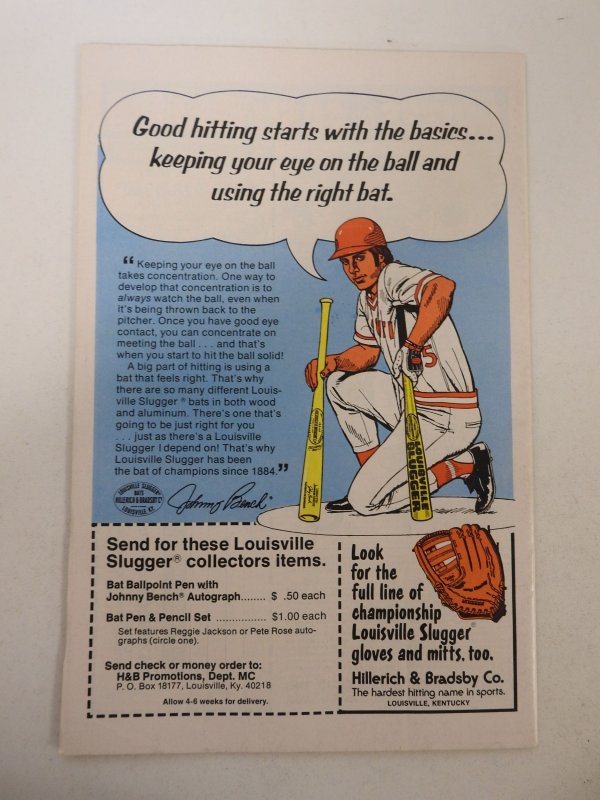 Good hitting starts with the basics...
keeping your eye on the ball and
using the right bat.
“ Keeping your eye on the ball
takes concentration. One way to
develop that concentration is to
always watch the ball, even when
it's being thrown back to the
pitcher. Once you have good eye
contact, you can concentrate on
meeting the ball . . . and that's
when you start to hit the ball solid!
A big part of hitting is using a
bat that feels right. That's why
there are so many different Louis-
ville Slugger® bats in both wood
and aluminum. There's one that's
going to be just right for you
. . . just as there's a Louisville
Slugger I depend on! That's why
Louisville Slugger has been
the bat of champions since 1884.”
LOUISVILLE SLUGGER
BATS
HILLERICH & BRADSBY Co
LOUISVILLE, KY.
Johnny Bench
5
LOUISVILLE
SLUGGER
Send for these Louisville
Slugger® collectors items.
Bat Ballpoint Pen with
Johnny Bench® Autograph........ $ .50 each
Bat Pen & Pencil Set ................ $1.00 each
Set features Reggie Jackson or Pete Rose auto-
graphs (circle one).
Send check or money order to:
H&B Promotions, Dept. MC
P. O. Box 18177, Louisville, Ky. 40218
Allow 4-6 weeks for delivery.
Look
for the
full line of
championship
Louisville Slugger®
gloves and mitts, too.
Hillerich & Bradsby Co.
The hardest hitting name in sports.
LOUISVILLE, KENTUCKY